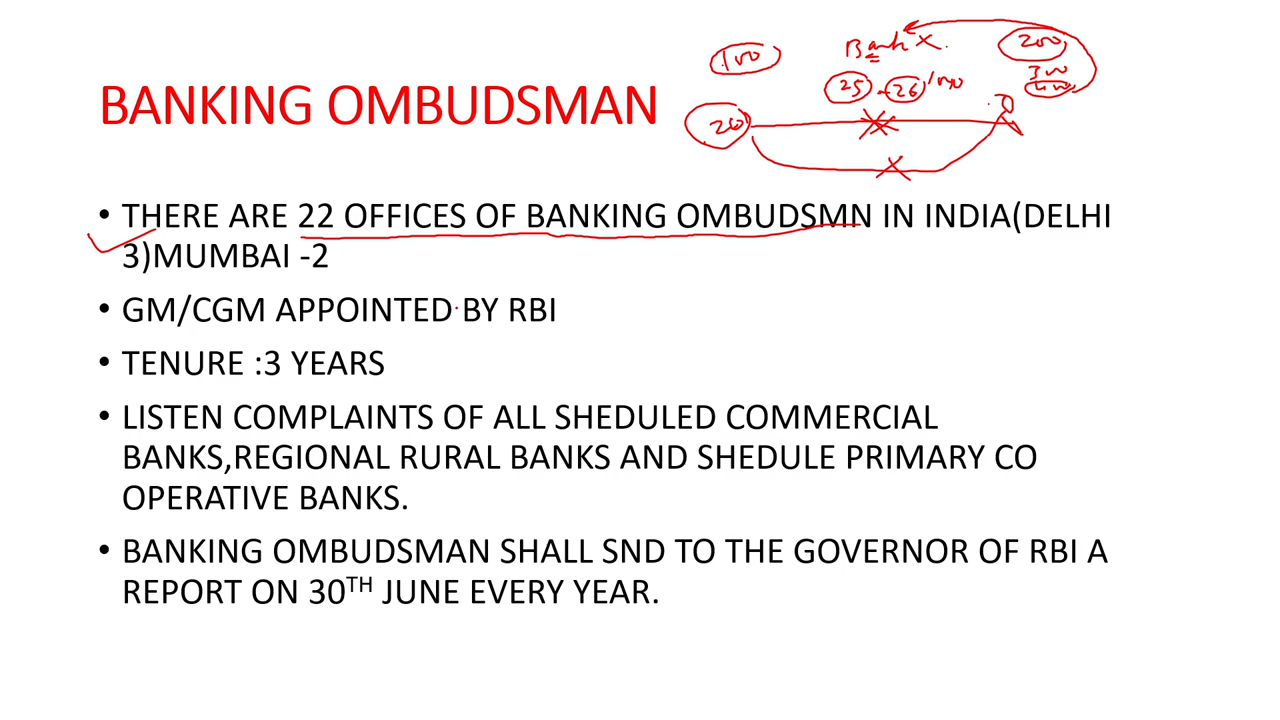 Bank X.
100
200
300
25 - 26
20
BANKING OMBUDSMAN
• THERE ARE 22 OFFICES OF BANKING OMBUDSMN IN INDIA(DELHI
3)MUMBAI -2
• GM/CGM APPOINTED BY RBI
• TENURE :3 YEARS
• LISTEN COMPLAINTS OF ALL SHEDULED COMMERCIAL
BANKS,REGIONAL RURAL BANKS AND SHEDULE PRIMARY CO
OPERATIVE BANKS.
• BANKING OMBUDSMAN SHALL SND TO THE GOVERNOR OF RBI A
REPORT ON 30TH JUNE EVERY YEAR.